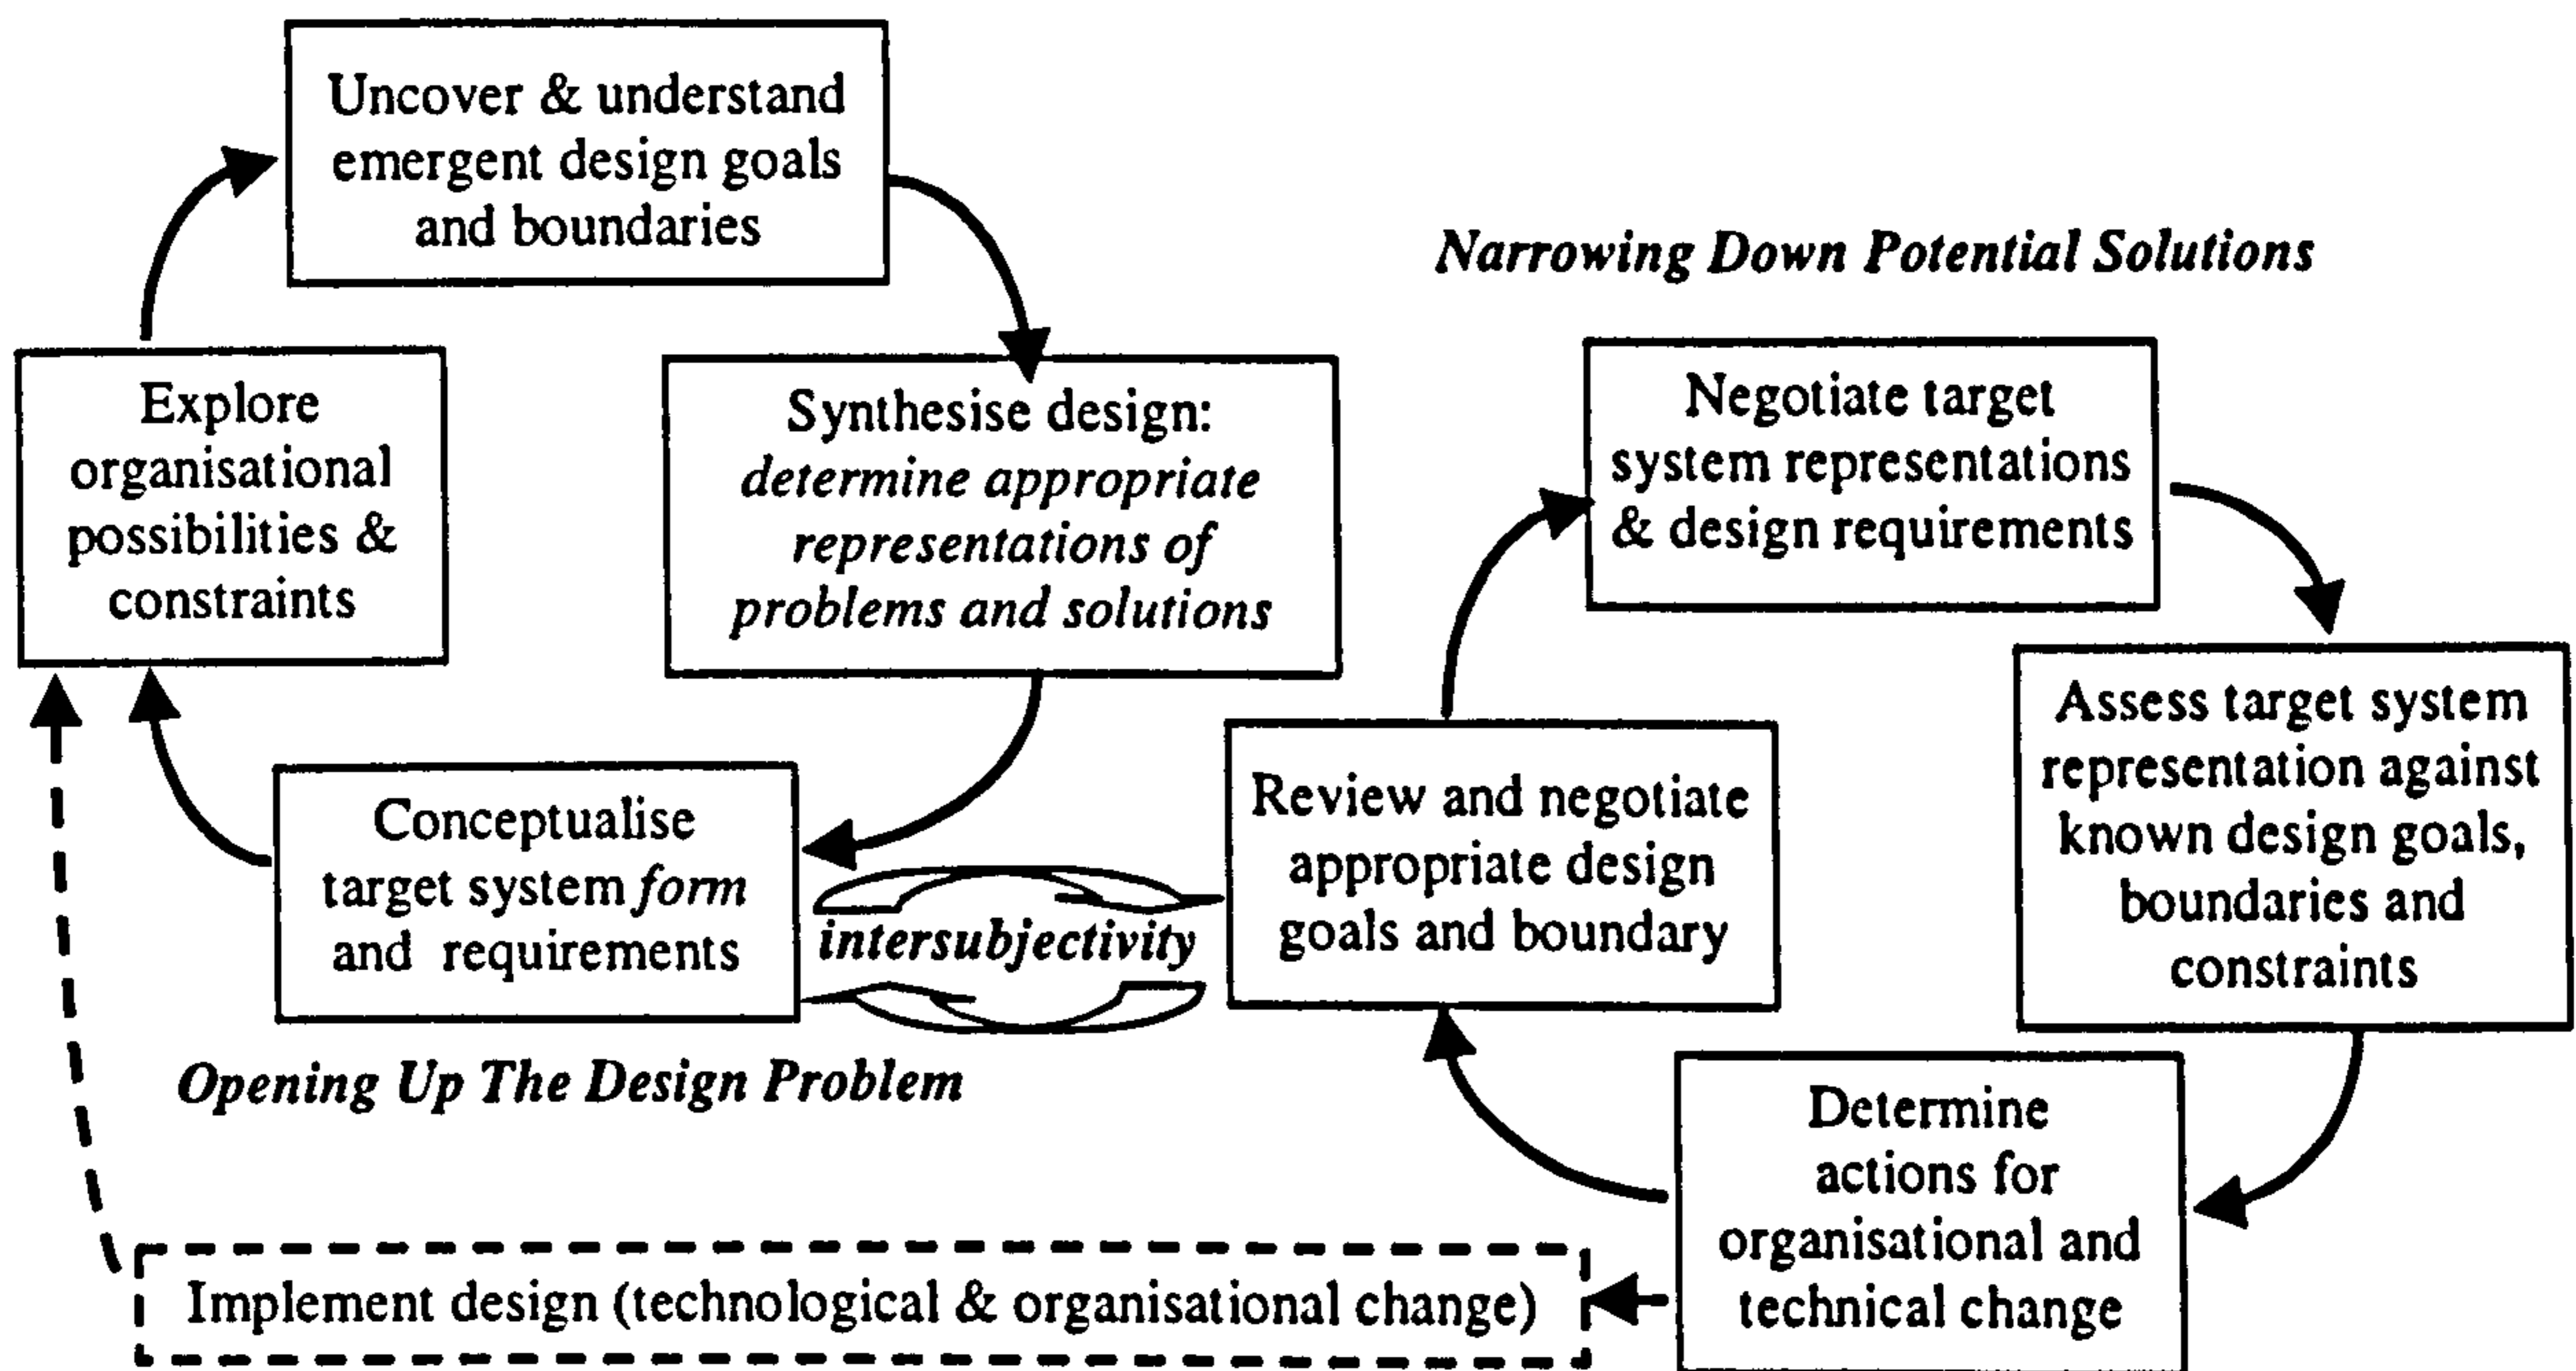 Uncover & understand
emergent design goals
and boundaries
Narrowing Down Potential Solutions
Explore
organisational
possibilities &
constraints
Synthesise design:
determine appropriate
representations of
problems and solutions
Negotiate target
system representations
& design requirements
Assess target system
representation against
known design goals,
boundaries and
constraints
Conceptualise
target system form
and requirements
intersubjectivity
Review and negotiate
appropriate design
goals and boundary
Opening Up The Design Problem
Determine
actions for
organisational and
technical change
Implement design (technological & organisational change)